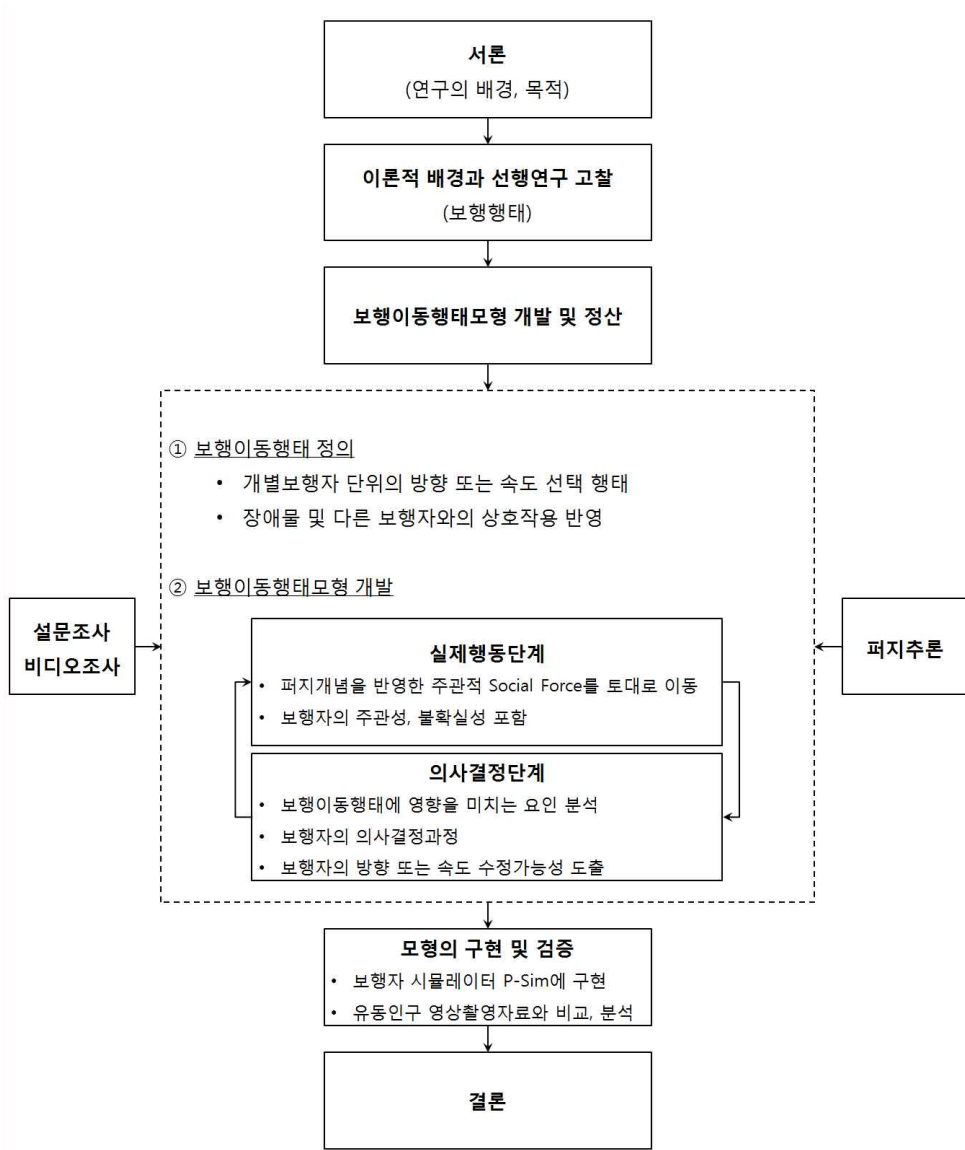 서론
(연구의 배경, 목적)
이론적 배경과 선행연구 고찰
(보행행태)
보행이동행태모형 개발 및 정산
① 보행이동행태 정의
• 개별보행자 단위의 방향 또는 속도 선택 행태
• 장애물 및 다른 보행자와의 상호작용 반영
② 보행이동행태모형 개발
설문조사
비디오조사
실제행동단계
• 퍼지개념을 반영한 주관적 Social Force를 토대로 이동
• 보행자의 주관성, 불확실성 포함
의사결정단계
• 보행이동행태에 영향을 미치는 요인 분석
• 보행자의 의사결정과정
• 보행자의 방향 또는 속도 수정가능성 도출
퍼지추론
모형의 구현 및 검증
• 보행자 시뮬레이터 P-Sim에 구현
• 유동인구 영상촬영자료와 비교, 분석
결론